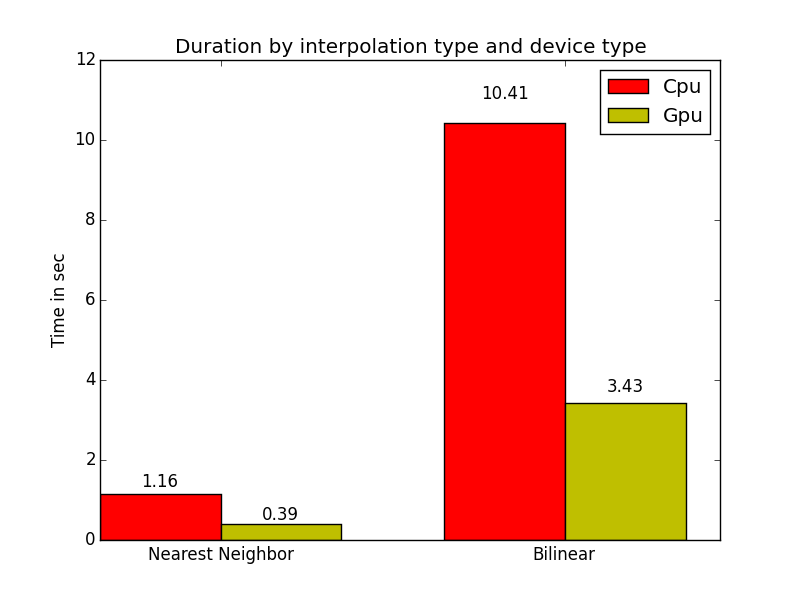 Duration by interpolation type and device type
12
10
8
6
4
2
0
Time in sec
Cpu
Gpu
10.41
3.43
1.16
0.39
Nearest Neighbor
Bilinear